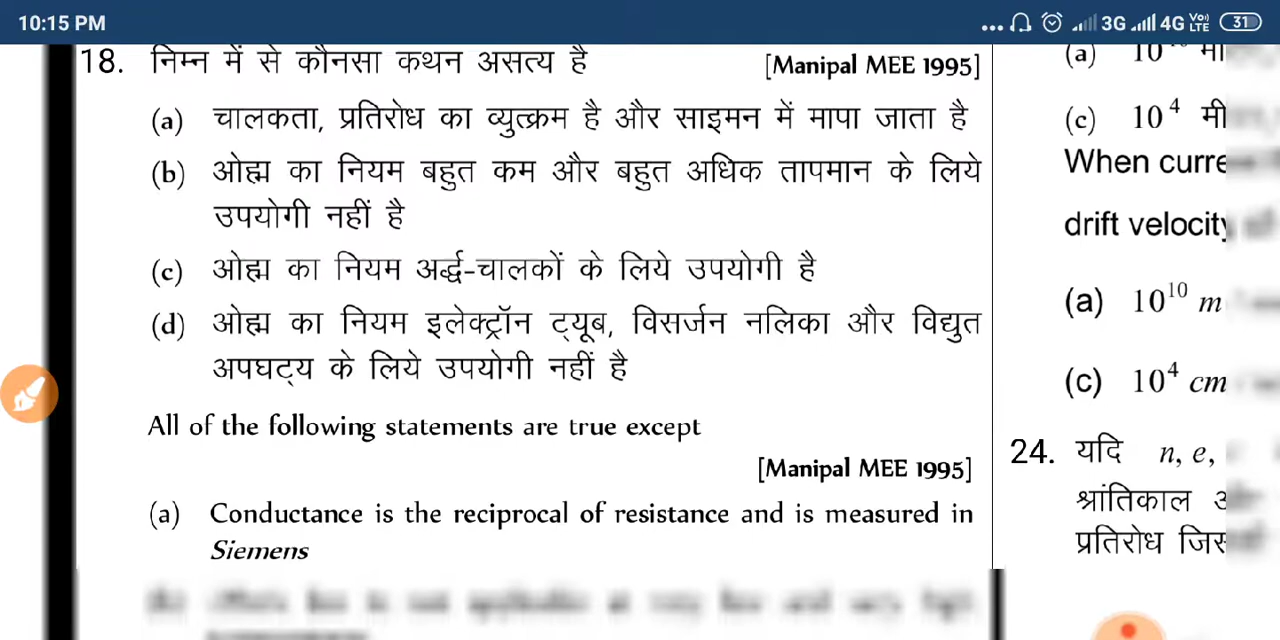 10:15 PM
3G
4G
Vo)
LTE
31
18. निम्न में से कौनसा कथन असत्य है
[Manipal MEE 1995]
(a) चालकता, प्रतिरोध का व्युत्क्रम है और साइमन में मापा जाता है
(b) ओह्म का नियम बहुत कम और बहुत अधिक तापमान के लिये
उपयोगी नहीं है
(c) ओह्म का नियम अर्द्ध-चालकों के लिये उपयोगी है
(d) ओह्म का नियम इलेक्ट्रॉन ट्यूब, विसर्जन नलिका और विद्युत
अपघट्य के लिये उपयोगी नहीं है
All of the following statements are true except
[Manipal MEE 1995]
(a) Conductance is the reciprocal of resistance and is measured in
Siemens
(a)
(c) 10⁴ मी
When curre
drift velocity
(a) 10¹⁰ m
(c) 10⁴ cm
24. यदि n, e,
श्रांतिकाल
प्रतिरोध जिस